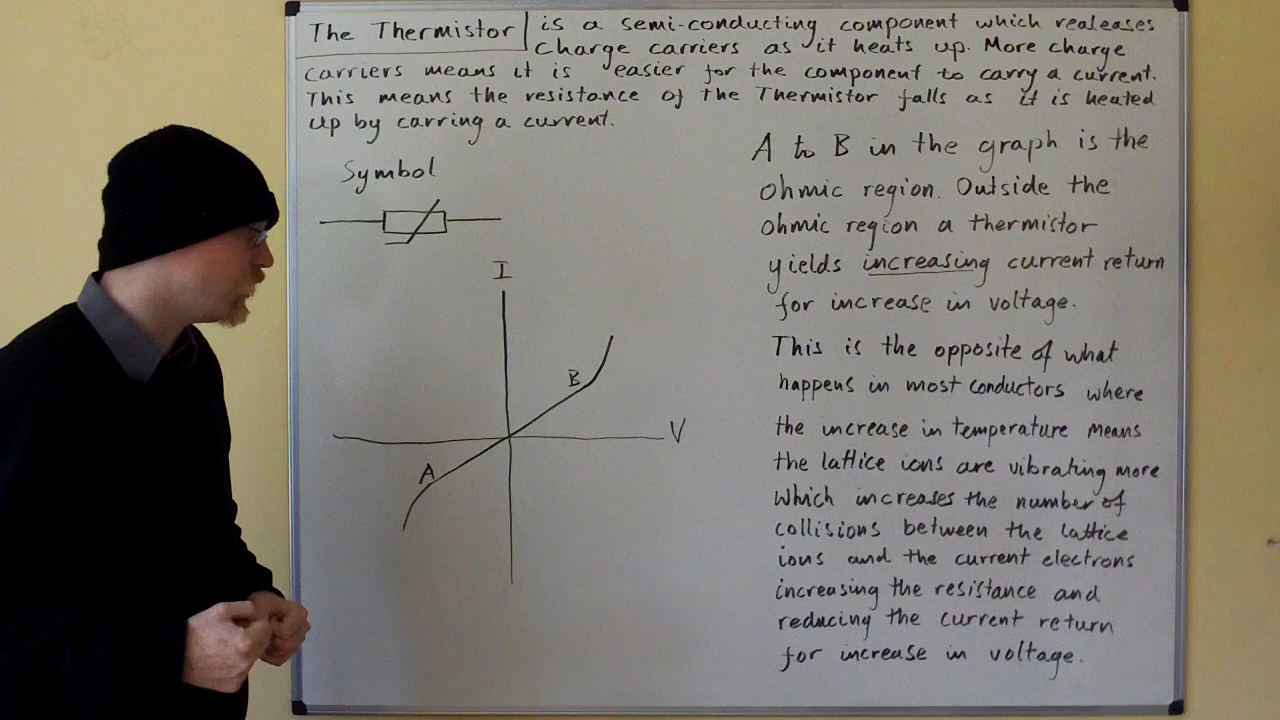 The Thermistor is a semi-conducting component which realeases
charge carriers as it heats up. More charge
carriers means it is easier for the component to carry a current.
This means the resistance of the Thermistor falls as it is heated
up by carring a current.
Symbol
I
B
V
A
A to B in the graph is the
ohmic region. Outside the
ohmic region a thermistor
yields increasing current return
for increase in voltage.
This is the opposite of what
happens in most conductors where
the increase in temperature means
the lattice ions are vibrating more
which increases the number of
collisions between the lattice
ions and the current electrons
increasing the resistance and
reducing the current return
for increase in voltage.